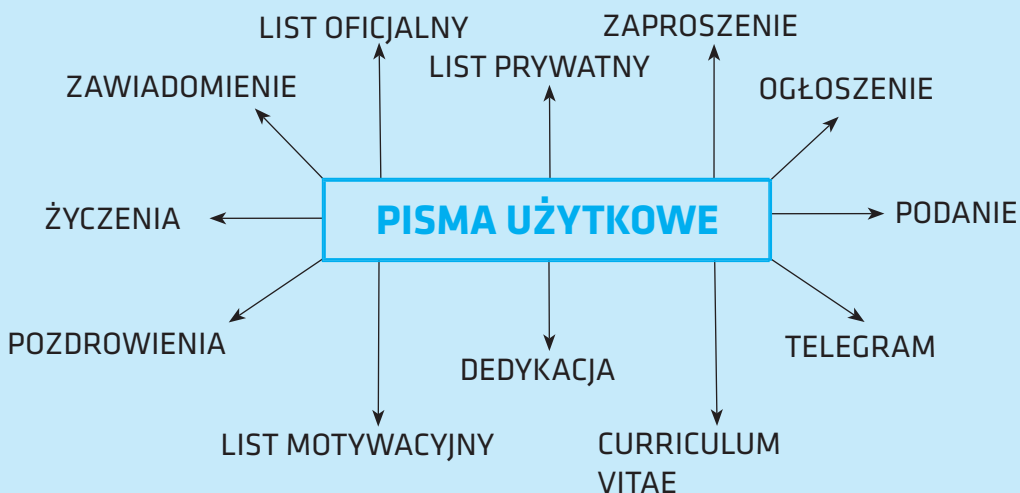 LIST OFICJALNY
ZAPROSZENIE
LIST PRYWATNY
ZAWIADOMIENIE
OGŁOSZENIE
ŻYCZENIA
PISMA UŻYTKOWE
PODANIE
POZDROWIENIA
TELEGRAM
DEDYKACJA
LIST MOTYWACYJNY
CURRICULUM
VITAE